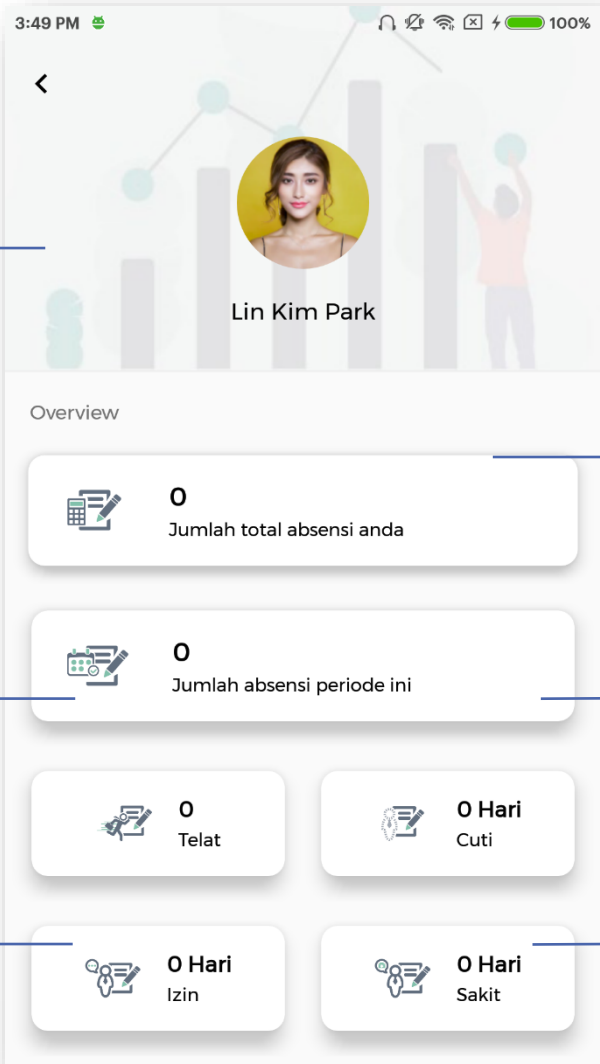 3:49 PM
100%
Lin Kim Park
Overview
0
Jumlah total absensi anda
0
Jumlah absensi periode ini
0
Telat
0 Hari
Cuti
0 Hari
Izin
0 Hari
Sakit